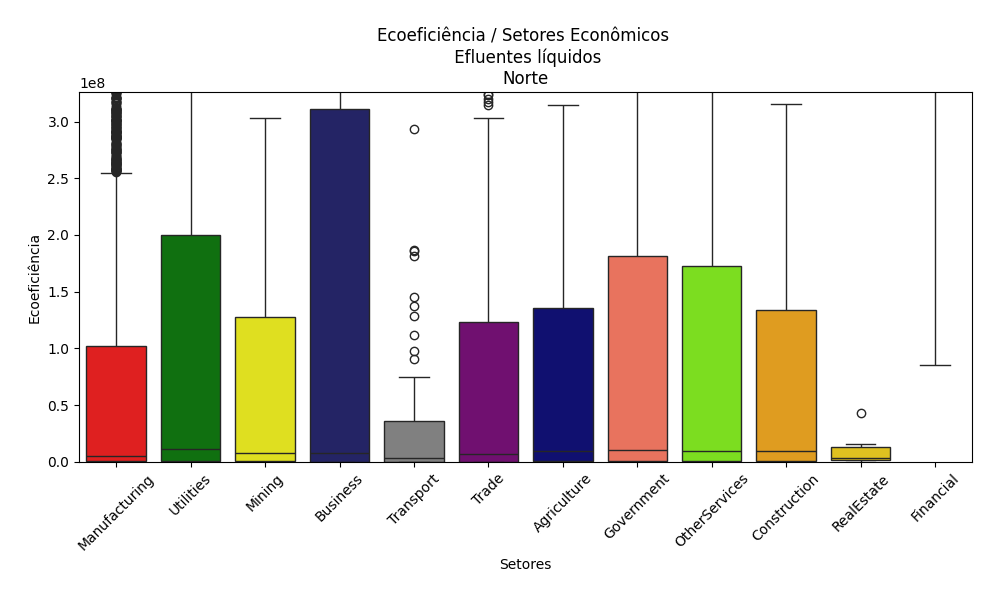 Ecoeficiência / Setores Econômicos
Efluentes líquidos
Norte
1e8
3.0
2.5
2.0
1.5
1.0
0.5
0.0
Ecoeficiência
Manufacturing
Utilities
Mining
Business
Transport
Trade
Agriculture
Government
OtherServices
Construction
RealEstate
Financial
Setores